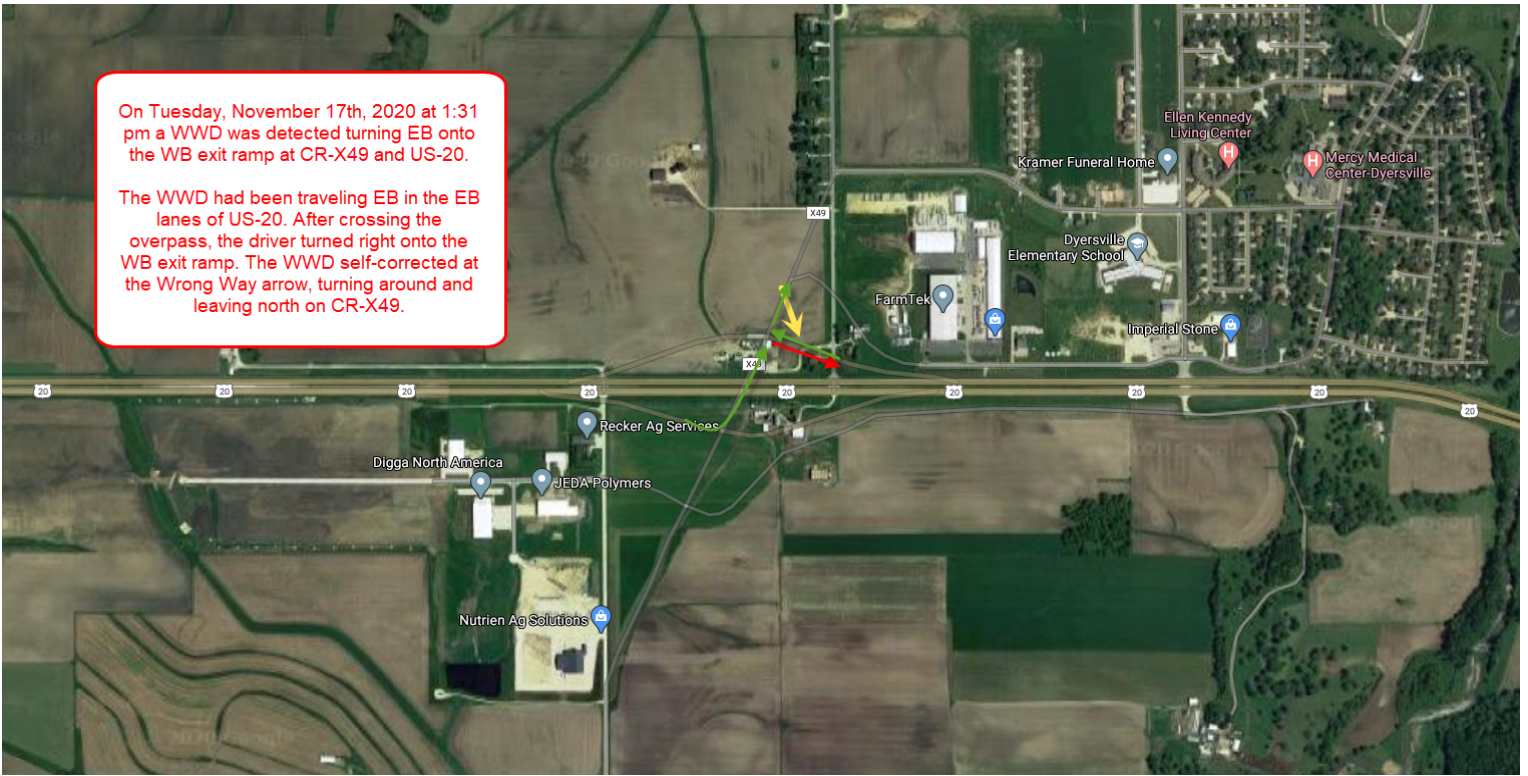 On Tuesday, November 17th, 2020 at 1:31
pm a WWD was detected turning EB onto
the WB exit ramp at CR-X49 and US-20.
The WWD had been traveling EB in the EB
lanes of US-20. After crossing the
overpass, the driver turned right onto the
WB exit ramp. The WWD self-corrected at
the Wrong Way arrow, turning around and
leaving north on CR-X49.
Ellen Kennedy
Living Center
Kramer Funeral Home
Mercy Medical
Center-Dyersville
X49
Dyersville
Elementary School
FarmTek
Imperial Stone
X49
20
20
20
20
20
20
20
20
20
Recker Ag Services
Digga North America
JEDA Polymers
Nutrien Ag Solutions